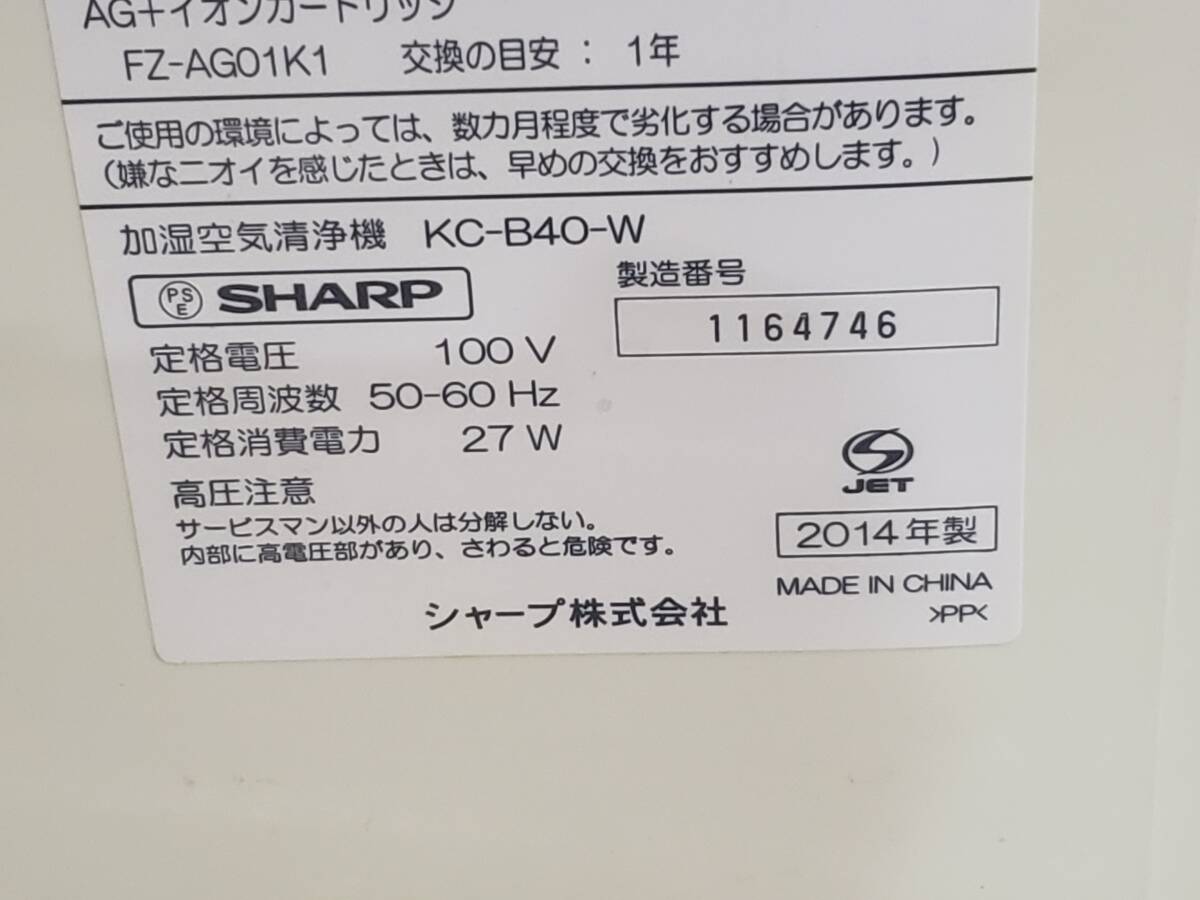 AG+イオンカートリッジ
FZ-AG01K1 交換の目安 : 1年
ご使用の環境によっては、数カ月程度で劣化する場合があります。
(嫌なニオイを感じたときは、早めの交換をおすすめします。)
加湿空気清浄機 KC-B40-W
PSE SHARP
製造番号
1164746
定格電圧 100 V
定格周波数 50-60 Hz
定格消費電力 27 W
高圧注意
サービスマン以外の人は分解しない。
内部に高電圧部があり、さわると危険です。
JET
2014年製
MADE IN CHINA
>PP<
シャープ株式会社